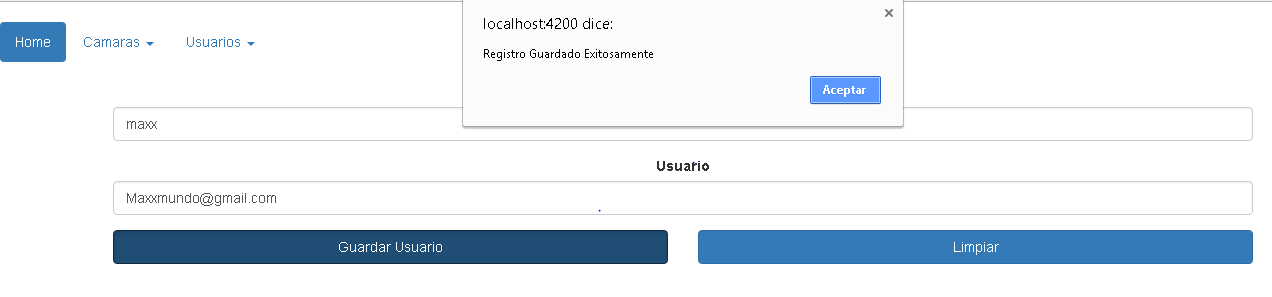 localhost:4200 dice:
Registro Guardado Exitosamente
Aceptar
Home Camaras Usuarios
maxx
Usuario
Maxxmundo@gmail.com
Guardar Usuario Limpiar